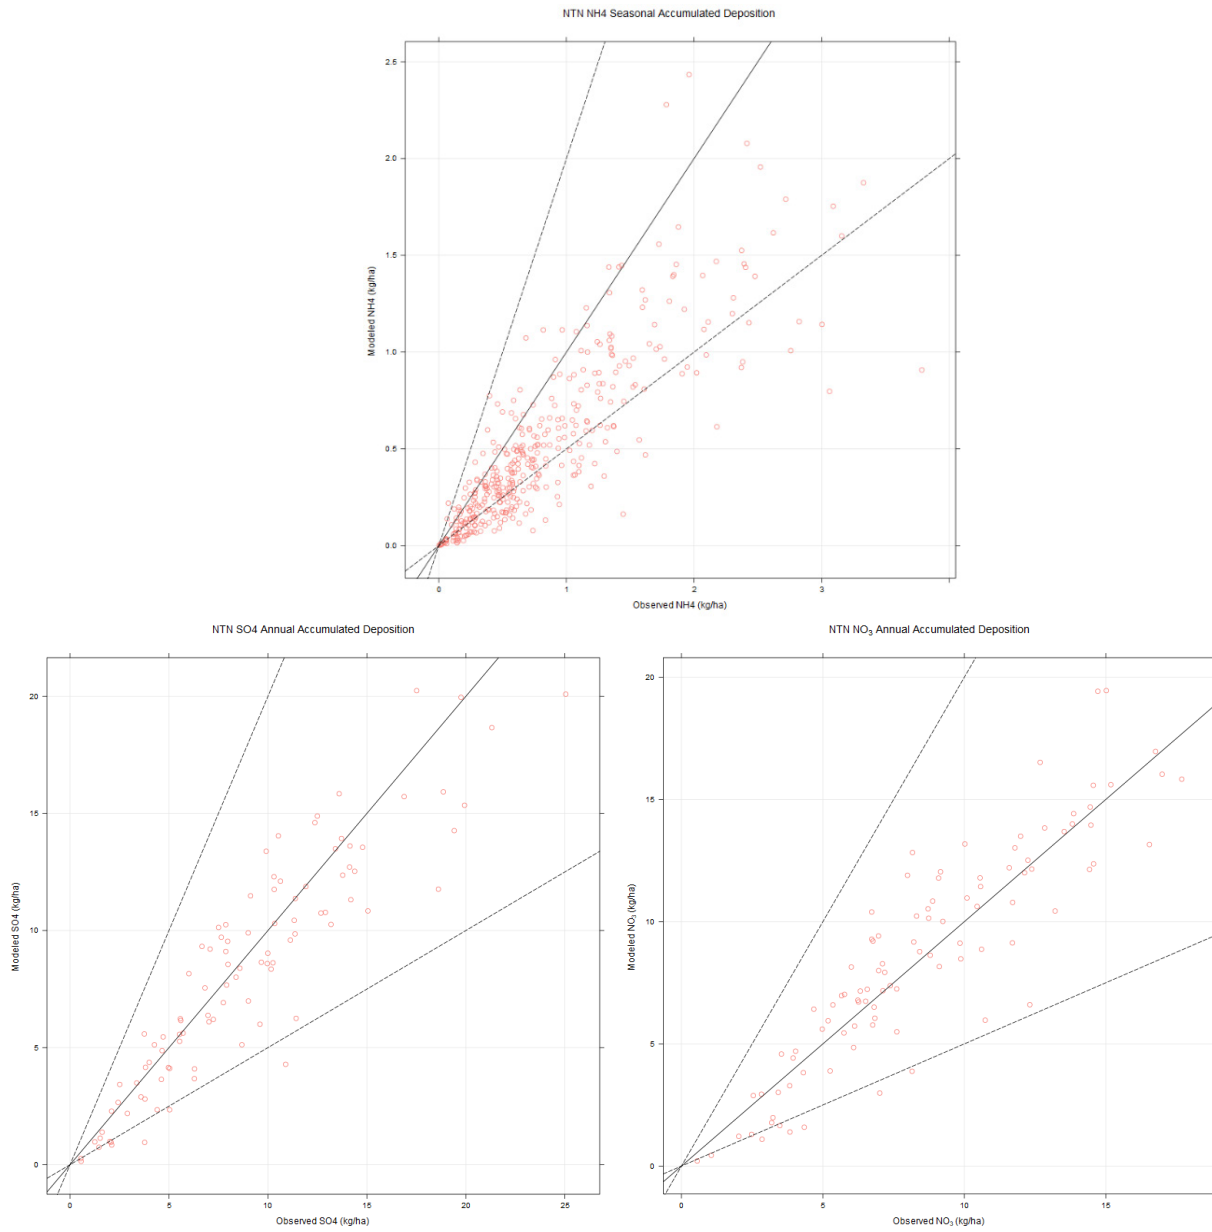 NTN NH4 Seasonal Accumulated Deposition
2.5
2.0
1.5
1.0
0.5
0.0
Modeled NH4 (kg/ha)
0 1 2 3
Observed NH4 (kg/ha)
NTN SO4 Annual Accumulated Deposition
20
15
10
5
0
Modeled SO4 (kg/ha)
0 5 10 15 20 25
Observed SO4 (kg/ha)
NTN NO₃ Annual Accumulated Deposition
20
15
10
5
0
Modeled NO₃ (kg/ha)
0 5 10 15
Observed NO₃ (kg/ha)